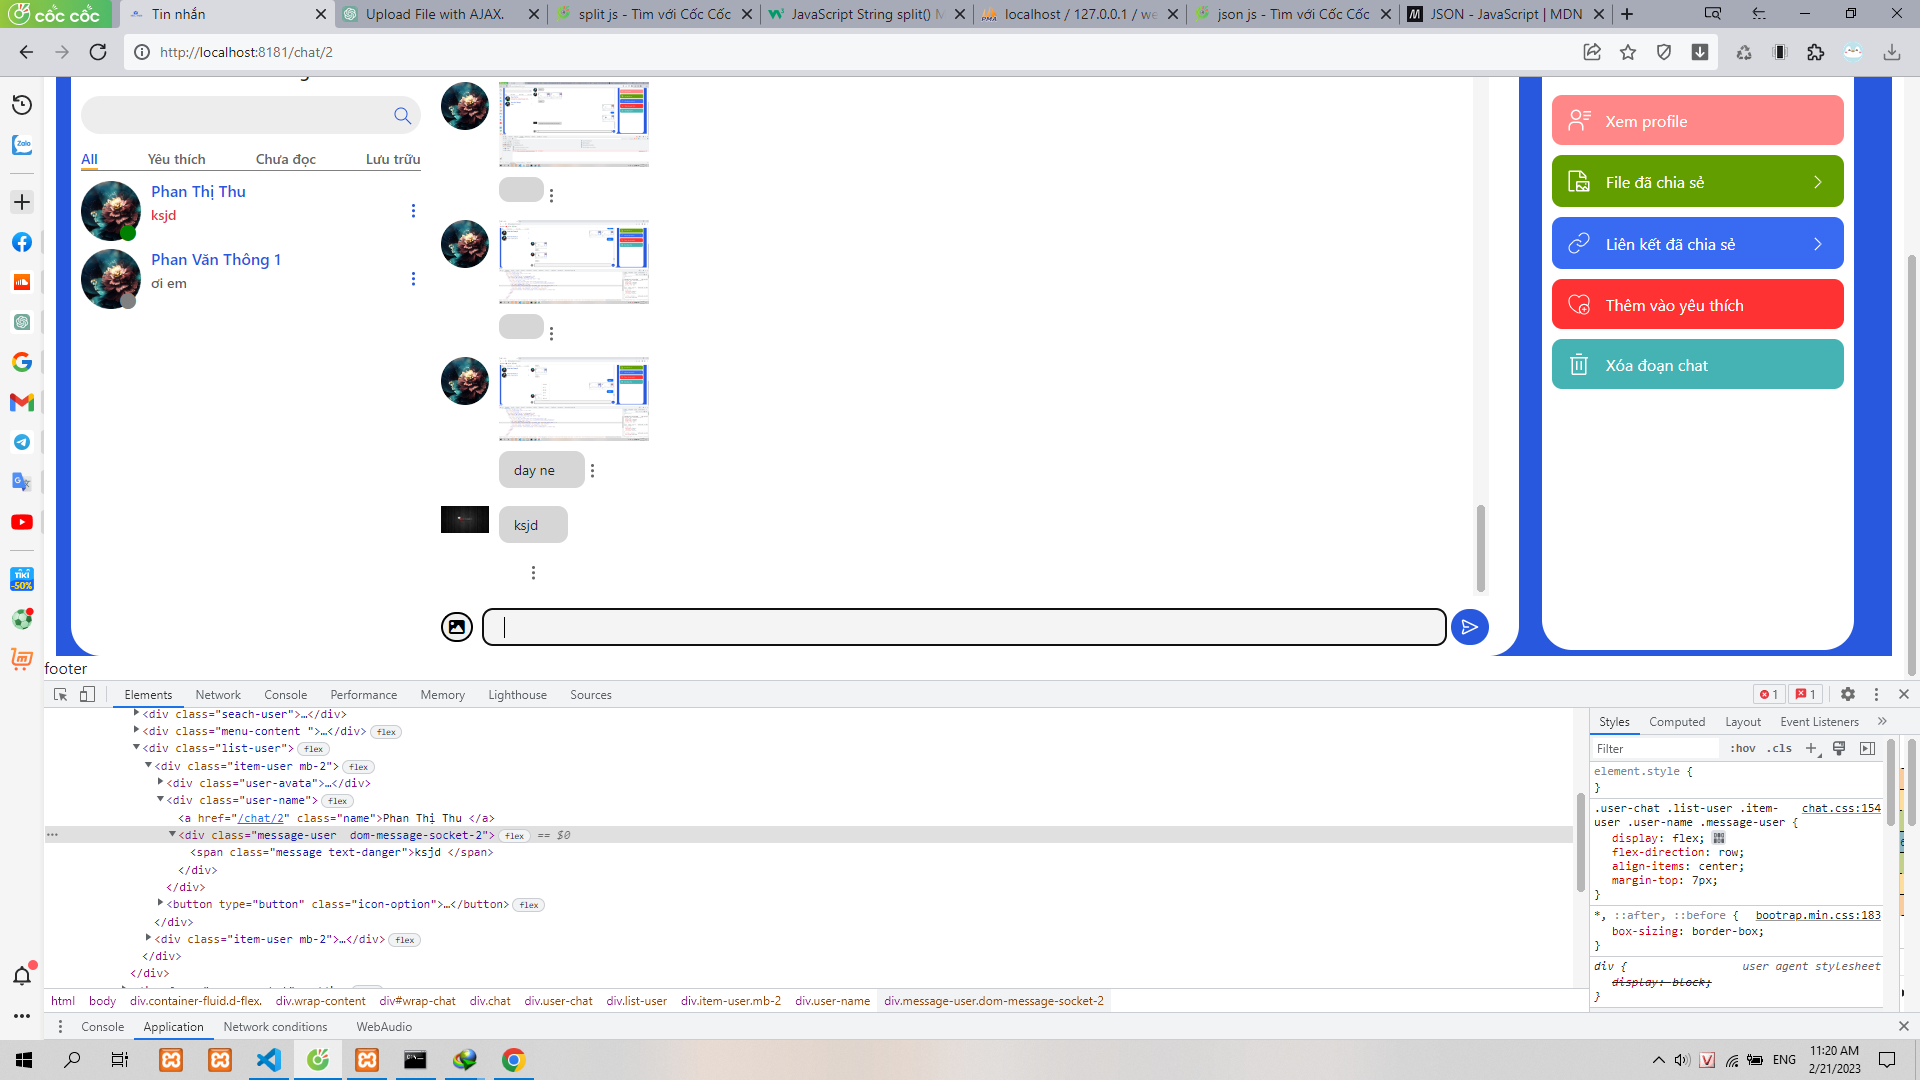 cốc cốc
Tin nhắn
Upload File with AJAX.
split js - Tìm với Cốc Cốc
JavaScript String split() M
localhost / 127.0.0.1 / we
json js - Tìm với Cốc Cốc
JSON - JavaScript | MDN
http://localhost:8181/chat/2
Zalo
TIKI
-50%
All
Yêu thích
Chưa đọc
Lưu trữu
Phan Thị Thu
ksjd
Phan Văn Thông 1
ơi em
day ne
ksjd
Xem profile
File đã chia sẻ
Liên kết đã chia sẻ
Thêm vào yêu thích
Xóa đoạn chat
footer
Elements
Network
Console
Performance
Memory
Lighthouse
Sources
1
1
<div class="seach-user">…</div>
<div class="menu-content ">…</div> flex
<div class="list-user"> flex
<div class="item-user mb-2"> flex
<div class="user-avata">…</div>
<div class="user-name"> flex
<a href="/chat/2" class="name">Phan Thị Thu </a>
<div class="message-user  dom-message-socket-2"> flex == $0
<span class="message text-danger">ksjd </span>
</div>
</div>
<button type="button" class="icon-option">…</button> flex
</div>
<div class="item-user mb-2">…</div> flex
</div>
</div>
html body div.container-fluid.d-flex. div.wrap-content div#wrap-chat div.chat div.user-chat div.list-user div.item-user.mb-2 div.user-name div.message-user.dom-message-socket-2
Styles
Computed
Layout
Event Listeners
Filter
:hov
.cls
element.style {
}
.user-chat .list-user .item- chat.css:154
user .user-name .message-user {
display: flex;
flex-direction: row;
align-items: center;
margin-top: 7px;
}
*, ::after, ::before { bootrap.min.css:183
box-sizing: border-box;
}
div { user agent stylesheet
display: block;
}
Console
Application
Network conditions
WebAudio
ENG
11:20 AM
2/21/2023